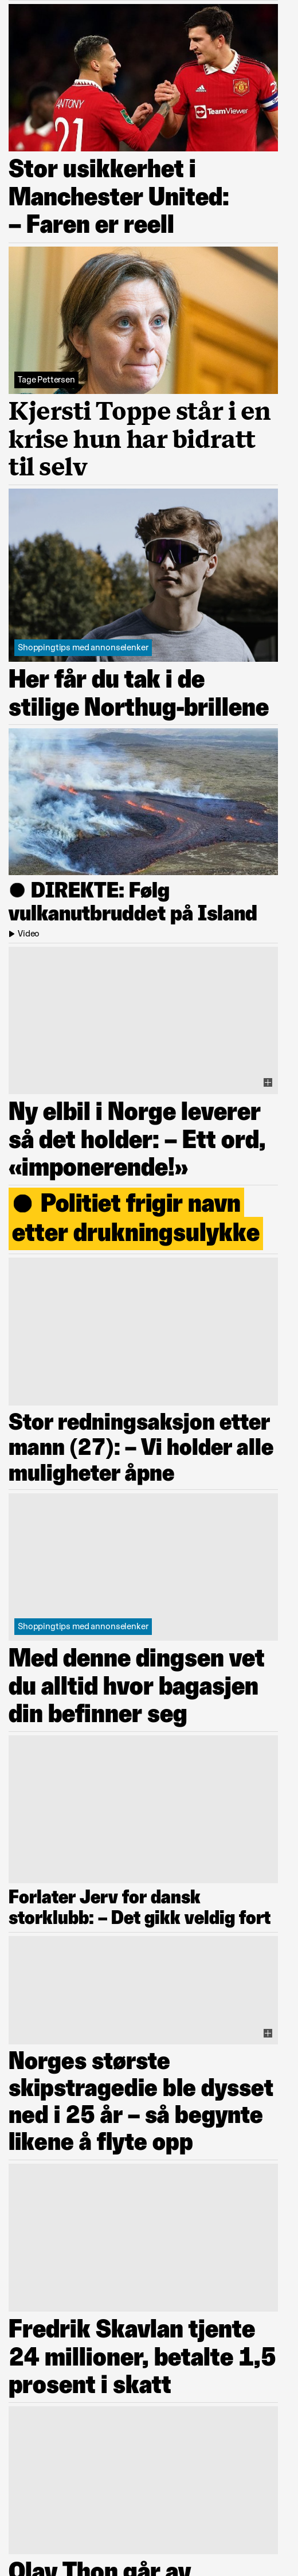 ANTONY
21
TeamViewer
Stor usikkerhet i
Manchester United:
– Faren er reell
Tage Pettersen
Kjersti Toppe står i en
krise hun har bidratt
til selv
Shoppingtips med annonselenker
Her får du tak i de
stilige Northug-brillene
● DIREKTE: Følg
vulkanutbruddet på Island
Video
Ny elbil i Norge leverer
så det holder: – Ett ord,
«imponerende!»
● Politiet frigir navn
etter drukningsulykke
Stor redningsaksjon etter
mann (27): – Vi holder alle
muligheter åpne
Shoppingtips med annonselenker
Med denne dingsen vet
du alltid hvor bagasjen
din befinner seg
Forlater Jerv for dansk
storklubb: – Det gikk veldig fort
Norges største
skipstragedie ble dysset
ned i 25 år – så begynte
likene å flyte opp
Fredrik Skavlan tjente
24 millioner, betalte 1,5
prosent i skatt
Olav Thon går av